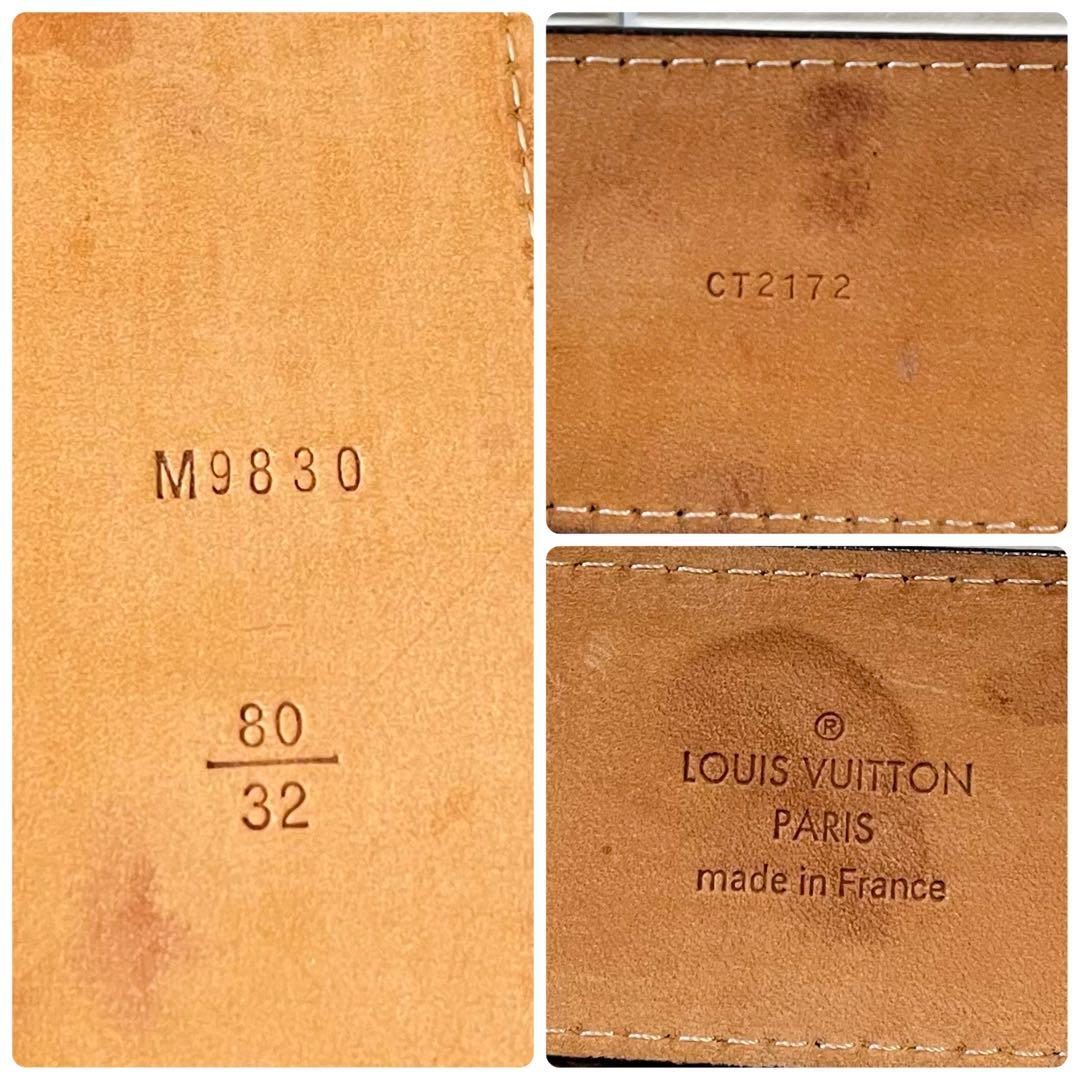 M9830
80
32
CT2172
®
LOUIS VUITTON
PARIS
made in France